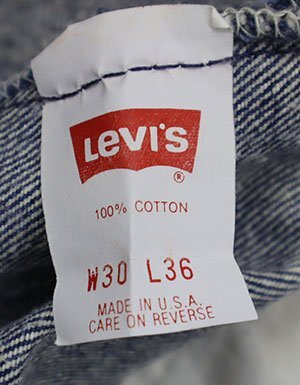 LEVI'S
®
100% COTTON
W30 L36
MADE IN U.S.A.
CARE ON REVERSE